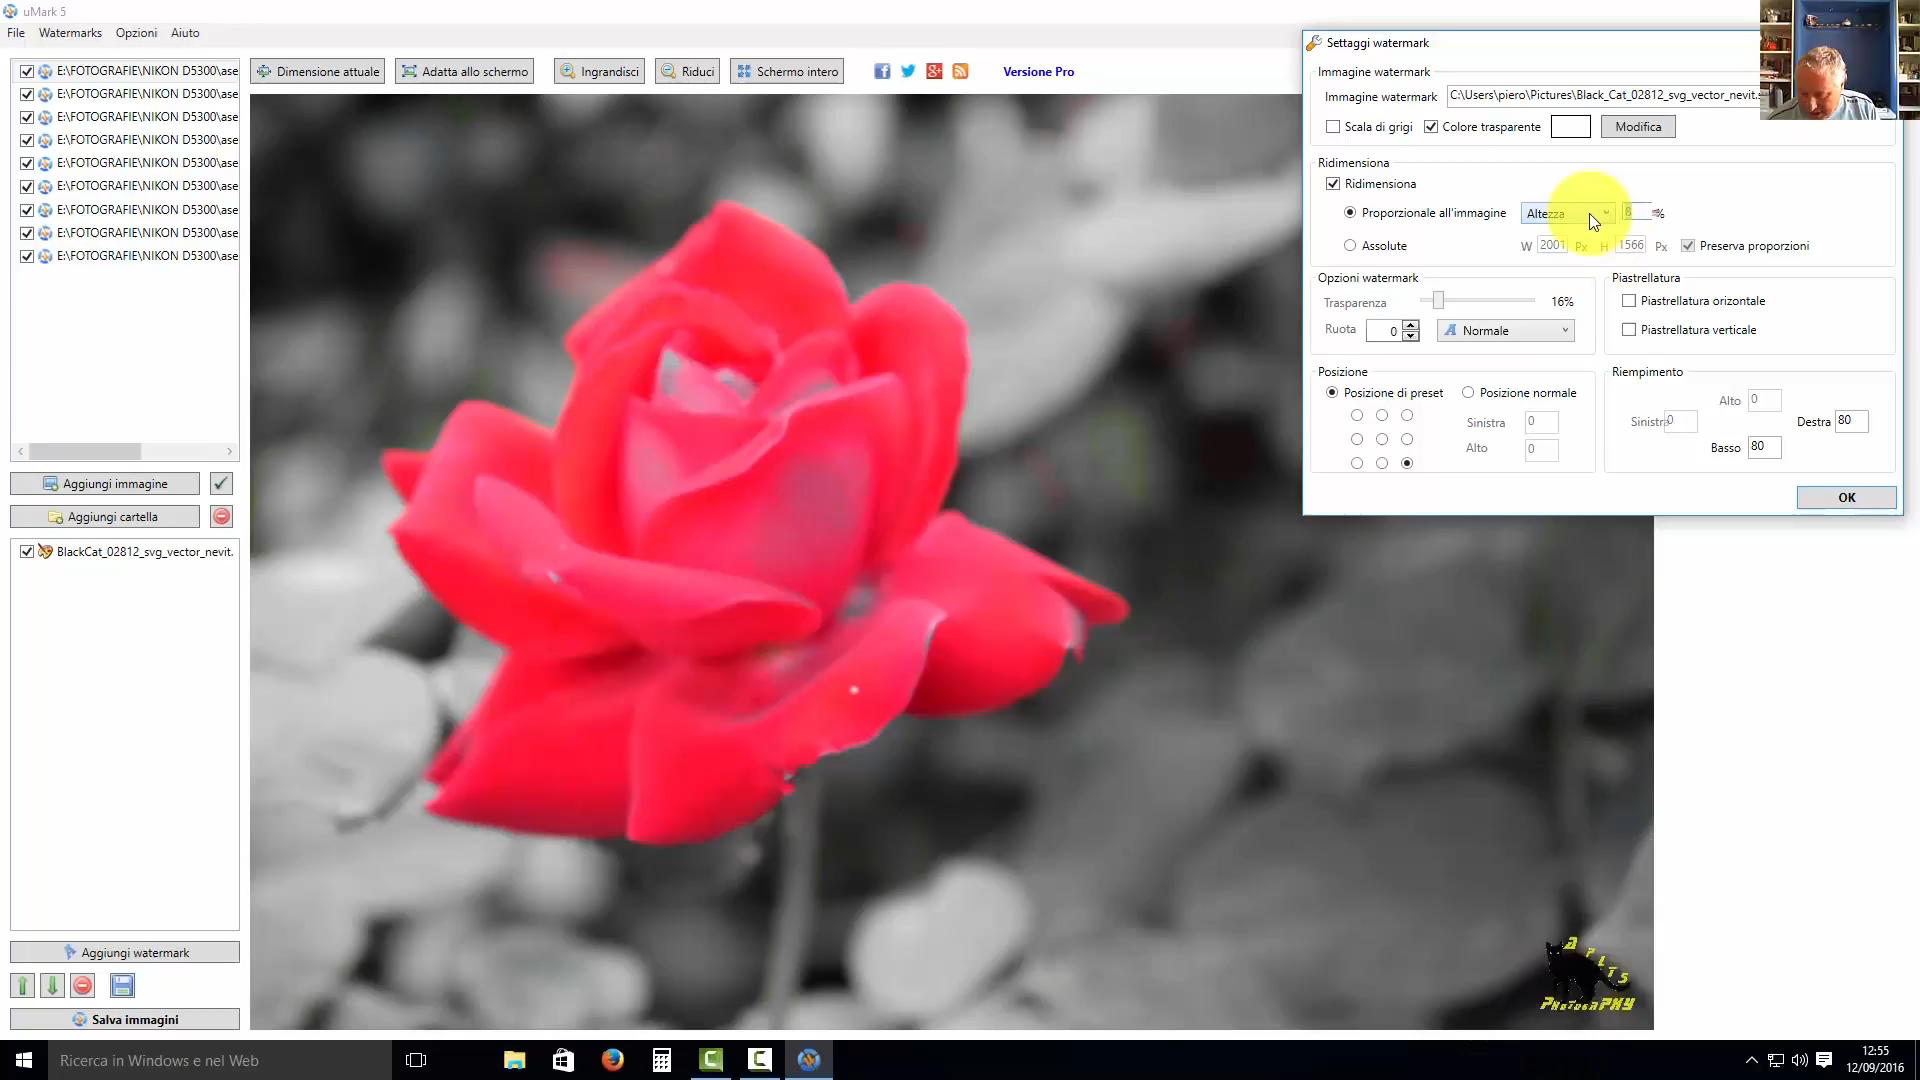 uMark 5
File Watermarks Opzioni Aiuto
E:\FOTOGRAFIE\NIKON D5300\ase
E:\FOTOGRAFIE\NIKON D5300\ase
E:\FOTOGRAFIE\NIKON D5300\ase
E:\FOTOGRAFIE\NIKON D5300\ase
E:\FOTOGRAFIE\NIKON D5300\ase
E:\FOTOGRAFIE\NIKON D5300\ase
E:\FOTOGRAFIE\NIKON D5300\ase
E:\FOTOGRAFIE\NIKON D5300\ase
E:\FOTOGRAFIE\NIKON D5300\ase
Aggiungi immagine
Aggiungi cartella
BlackCat_02812_svg_vector_nevit.
Aggiungi watermark
Salva immagini
Dimensione attuale Adatta allo schermo Ingrandisci Riduci Schermo intero Versione Pro
Settaggi watermark
Immagine watermark
Immagine watermark C:\Users\piero\Pictures\Black_Cat_02812_svg_vector_nevit.s
Scala di grigi Colore trasparente Modifica
Ridimensiona
Ridimensiona
Proporzionale all'immagine Altezza 8 %
Assolute W 2001 Px H 1566 Px Preserva proporzioni
Opzioni watermark
Trasparenza 16%
Ruota 0 Normale
Piastrellatura
Piastrellatura orizontale
Piastrellatura verticale
Posizione
Posizione di preset Posizione normale
Sinistra 0
Alto 0
Riempimento
Alto 0
Sinistra 0 Destra 80
Basso 80
OK
APLTS
PHOTOGRAPHY
Ricerca in Windows e nel Web
12:55
12/09/2016